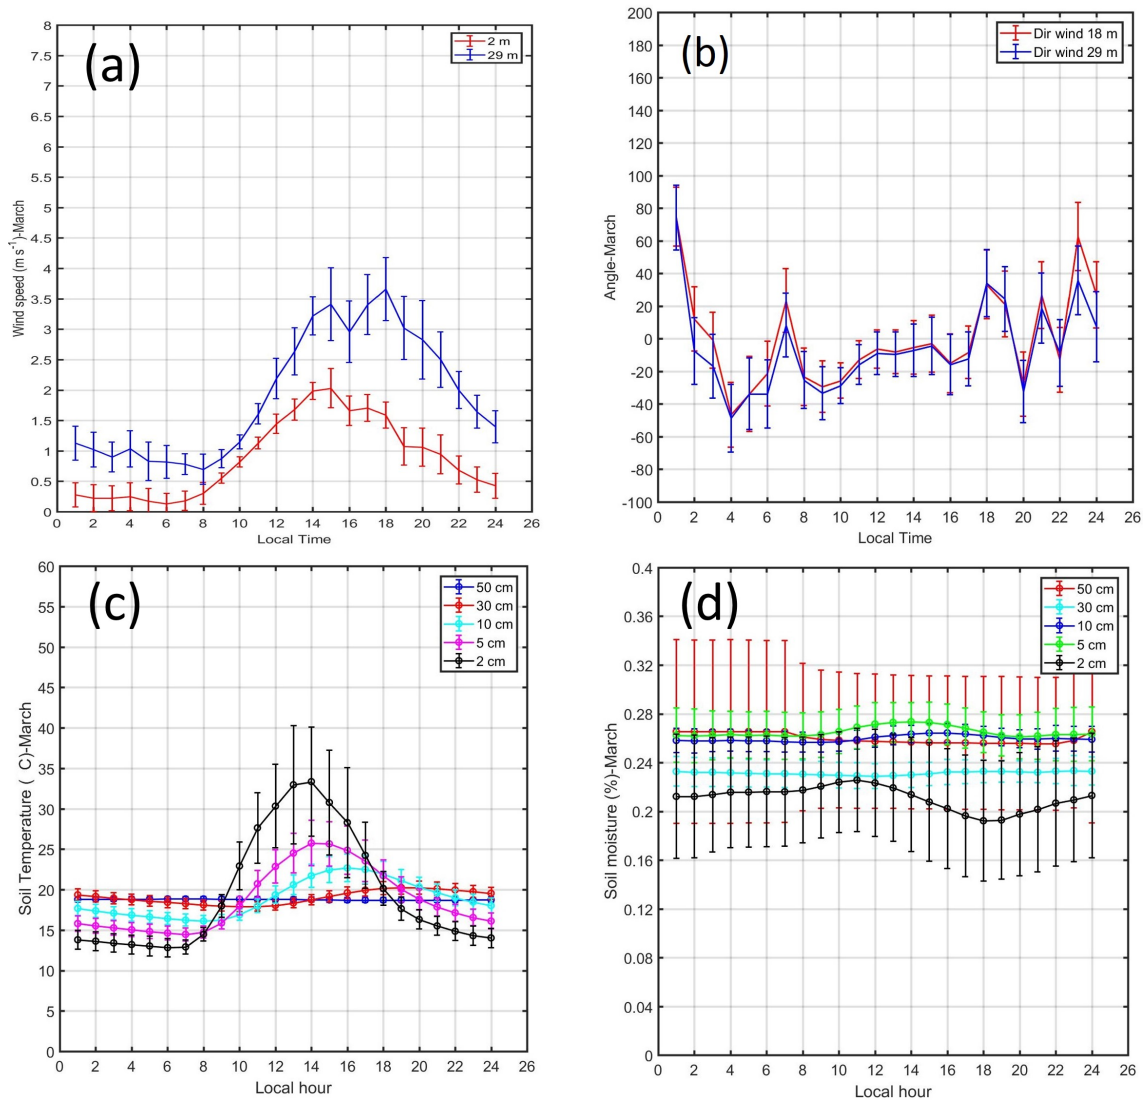 (a)
8
7.5
7
6.5
6
5.5
5
4.5
4
3.5
3
2.5
2
1.5
1
0.5
0
Wind speed (m s⁻¹)-March
2 m
29 m
0 2 4 6 8 10 12 14 16 18 20 22 24 26
Local Time
(b)
200
180
160
140
120
100
80
60
40
20
0
-20
-40
-60
-80
-100
Angle-March
Dir wind 18 m
Dir wind 29 m
0 2 4 6 8 10 12 14 16 18 20 22 24 26
Local Time
(c)
60
55
50
45
40
35
30
25
20
15
10
5
0
Soil Temperature ( C)-March
50 cm
30 cm
10 cm
5 cm
2 cm
0 2 4 6 8 10 12 14 16 18 20 22 24 26
Local hour
(d)
0.4
0.36
0.32
0.28
0.24
0.2
0.16
0.12
0.08
0.04
0
Soil moisture (%)-March
50 cm
30 cm
10 cm
5 cm
2 cm
0 2 4 6 8 10 12 14 16 18 20 22 24 26
Local hour